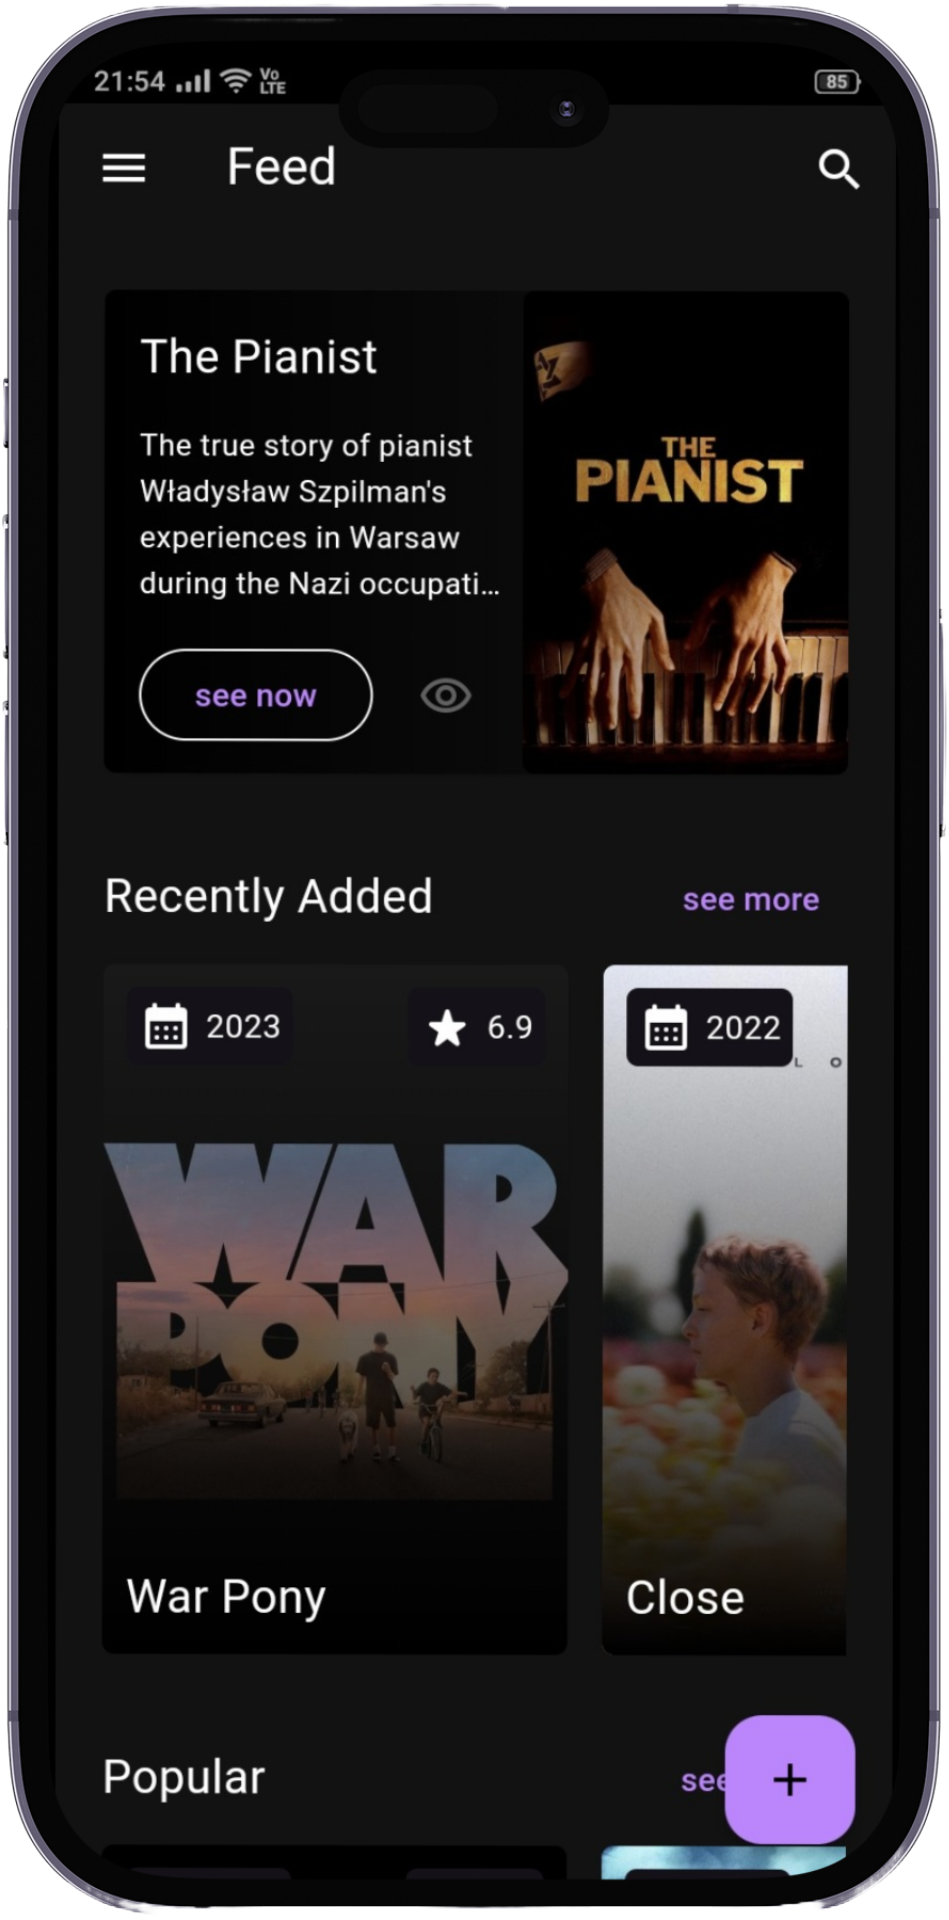 21:54 Vo LTE 85
Feed
The Pianist
The true story of pianist
Władysław Szpilman's
experiences in Warsaw
during the Nazi occupati...
see now
THE
PIANIST
Recently Added see more
2023 6.9 2022
L O
WAR
PONY
War Pony Close
Popular see